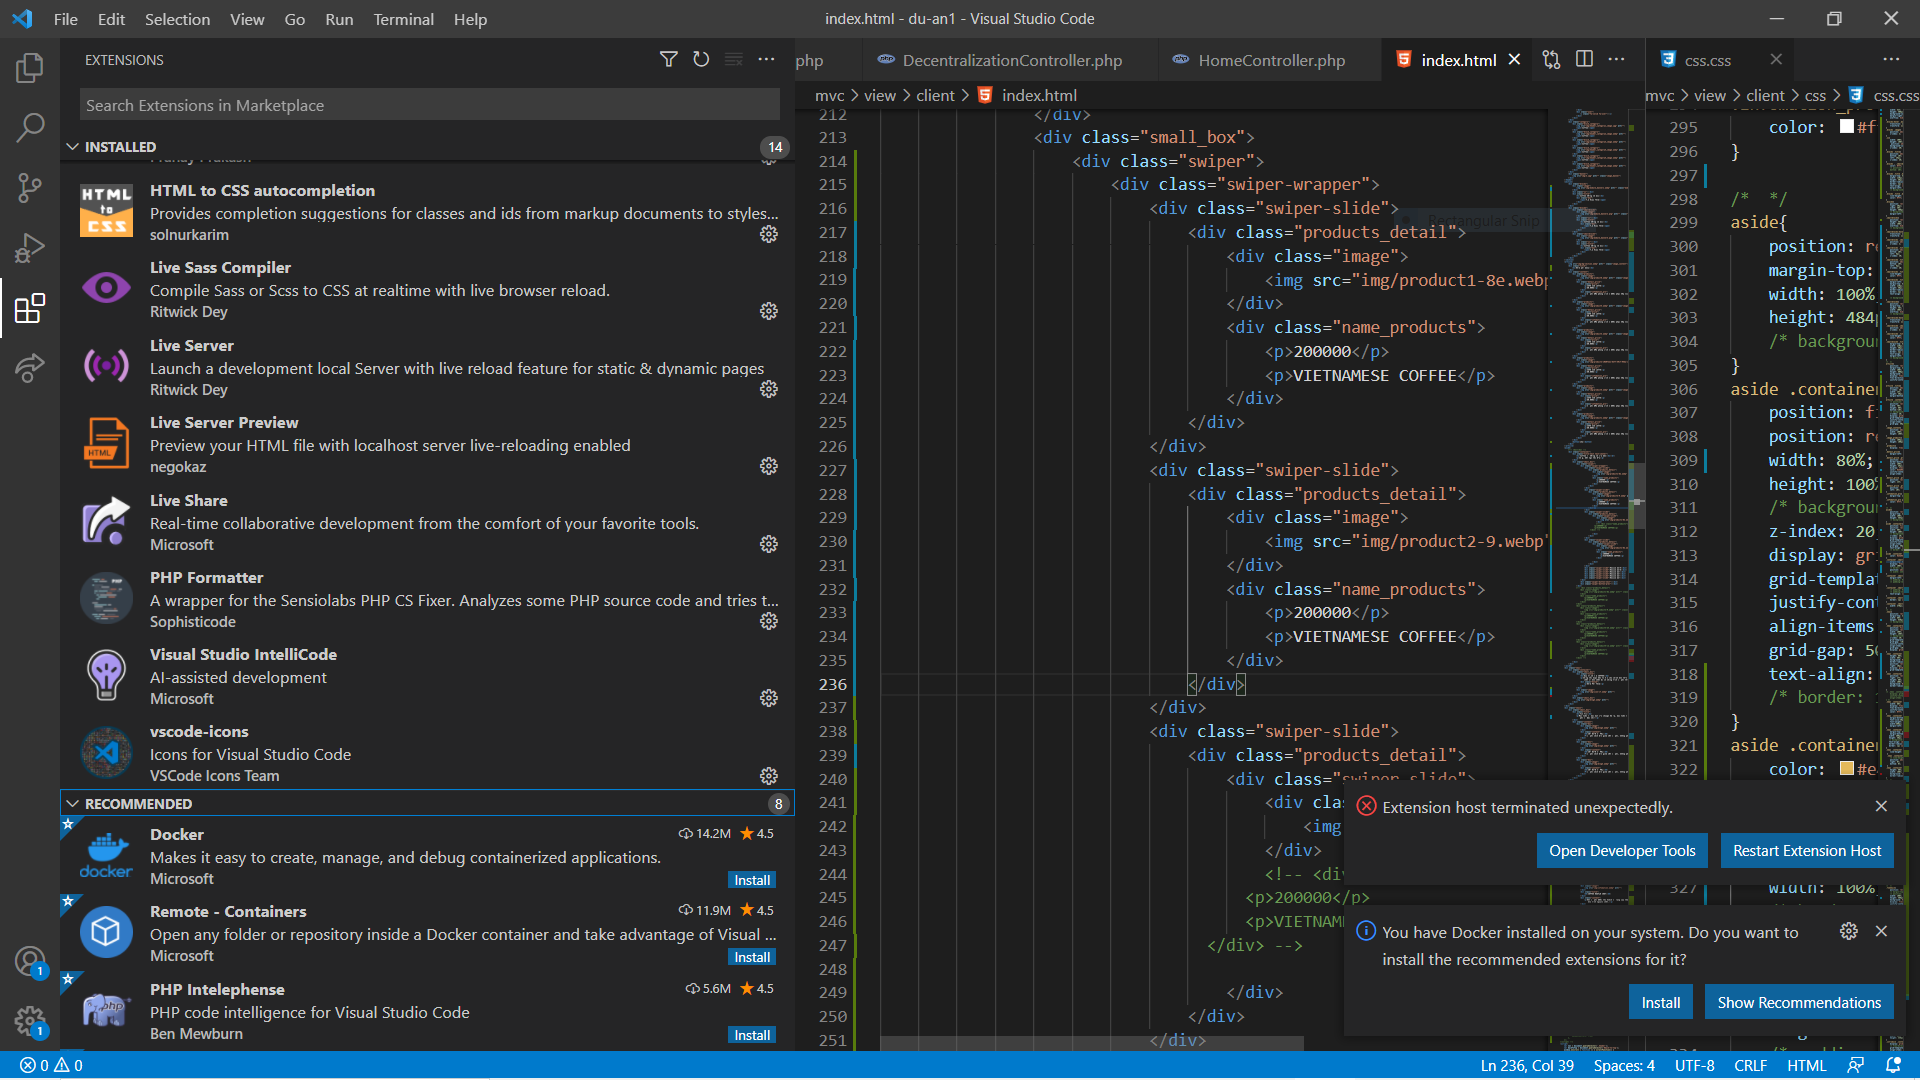 File Edit Selection View Go Run Terminal Help
index.html - du-an1 - Visual Studio Code
EXTENSIONS
Search Extensions in Marketplace
INSTALLED 14
HTML to CSS autocompletion
Provides completion suggestions for classes and ids from markup documents to styles...
solnurkarim
Live Sass Compiler
Compile Sass or Scss to CSS at realtime with live browser reload.
Ritwick Dey
Live Server
Launch a development local Server with live reload feature for static & dynamic pages
Ritwick Dey
Live Server Preview
Preview your HTML file with localhost server live-reloading enabled
negokaz
Live Share
Real-time collaborative development from the comfort of your favorite tools.
Microsoft
PHP Formatter
A wrapper for the Sensiolabs PHP CS Fixer. Analyzes some PHP source code and tries t...
Sophisticode
Visual Studio IntelliCode
AI-assisted development
Microsoft
vscode-icons
Icons for Visual Studio Code
VSCode Icons Team
RECOMMENDED 8
Docker 14.2M 4.5
Makes it easy to create, manage, and debug containerized applications.
Microsoft Install
Remote - Containers 11.9M 4.5
Open any folder or repository inside a Docker container and take advantage of Visual ...
Microsoft Install
PHP Intelephense 5.6M 4.5
PHP code intelligence for Visual Studio Code
Ben Mewburn Install
php DecentralizationController.php HomeController.php index.html
mvc > view > client > index.html
212 </div>
213 <div class="small_box">
214 <div class="swiper">
215 <div class="swiper-wrapper">
216 <div class="swiper-slide">
217 <div class="products_detail">
218 <div class="image">
219 <img src="img/product1-8e.webp
220 </div>
221 <div class="name_products">
222 <p>200000</p>
223 <p>VIETNAMESE COFFEE</p>
224 </div>
225 </div>
226 </div>
227 <div class="swiper-slide">
228 <div class="products_detail">
229 <div class="image">
230 <img src="img/product2-9.webp"
231 </div>
232 <div class="name_products">
233 <p>200000</p>
234 <p>VIETNAMESE COFFEE</p>
235 </div>
236 </div>
237 </div>
238 <div class="swiper-slide">
239 <div class="products_detail">
240 <div class="swiper-slide">
241 <div cla
242 <img
243 </div>
244 <!-- <div
245 <p>200000</p>
246 <p>VIETNAM
247 </div> -->
248
249 </div>
250 </div>
251 </div>
Rectangular Snip
css.css
mvc > view > client > css > css.css
295 color: #f
296 }
297
298 /* */
299 aside{
300 position: re
301 margin-top:
302 width: 100%
303 height: 484
304 /* backgrou
305 }
306 aside .container
307 position: f
308 position: re
309 width: 80%;
310 height: 100%
311 /* backgrou
312 z-index: 20
313 display: gr
314 grid-templa
315 justify-con
316 align-items
317 grid-gap: 50
318 text-align:
319 /* border:
320 }
321 aside .container
322 color: #e
327 width: 100%
Extension host terminated unexpectedly.
Open Developer Tools Restart Extension Host
You have Docker installed on your system. Do you want to
install the recommended extensions for it?
Install Show Recommendations
1
1
0 0
Ln 236, Col 39 Spaces: 4 UTF-8 CRLF HTML